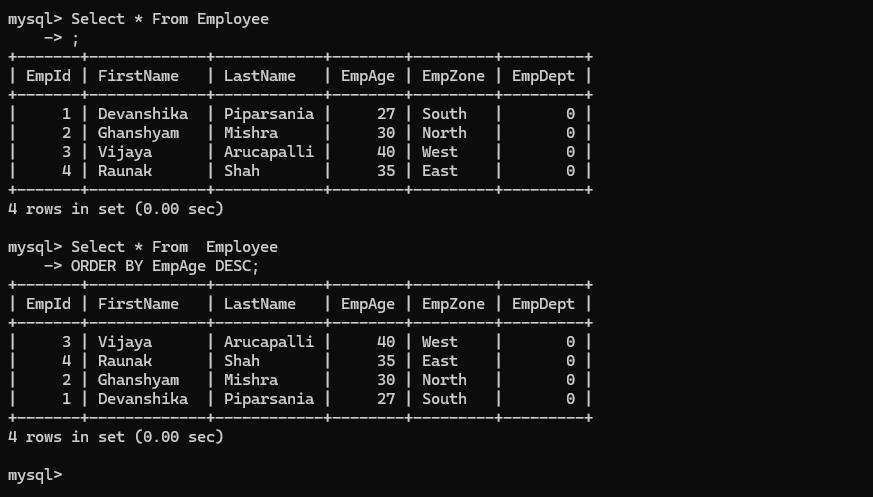 mysql> Select * From Employee
    -> ;
+-------+------------+------------+--------+---------+---------+
| EmpId | FirstName  | LastName   | EmpAge | EmpZone | EmpDept |
+-------+------------+------------+--------+---------+---------+
|     1 | Devanshika | Piparsania |     27 | South   |       0 |
|     2 | Ghanshyam  | Mishra     |     30 | North   |       0 |
|     3 | Vijaya     | Arucapalli |     40 | West    |       0 |
|     4 | Raunak     | Shah       |     35 | East    |       0 |
+-------+------------+------------+--------+---------+---------+
4 rows in set (0.00 sec)

mysql> Select * From  Employee
    -> ORDER BY EmpAge DESC;
+-------+------------+------------+--------+---------+---------+
| EmpId | FirstName  | LastName   | EmpAge | EmpZone | EmpDept |
+-------+------------+------------+--------+---------+---------+
|     3 | Vijaya     | Arucapalli |     40 | West    |       0 |
|     4 | Raunak     | Shah       |     35 | East    |       0 |
|     2 | Ghanshyam  | Mishra     |     30 | North   |       0 |
|     1 | Devanshika | Piparsania |     27 | South   |       0 |
+-------+------------+------------+--------+---------+---------+
4 rows in set (0.00 sec)

mysql>